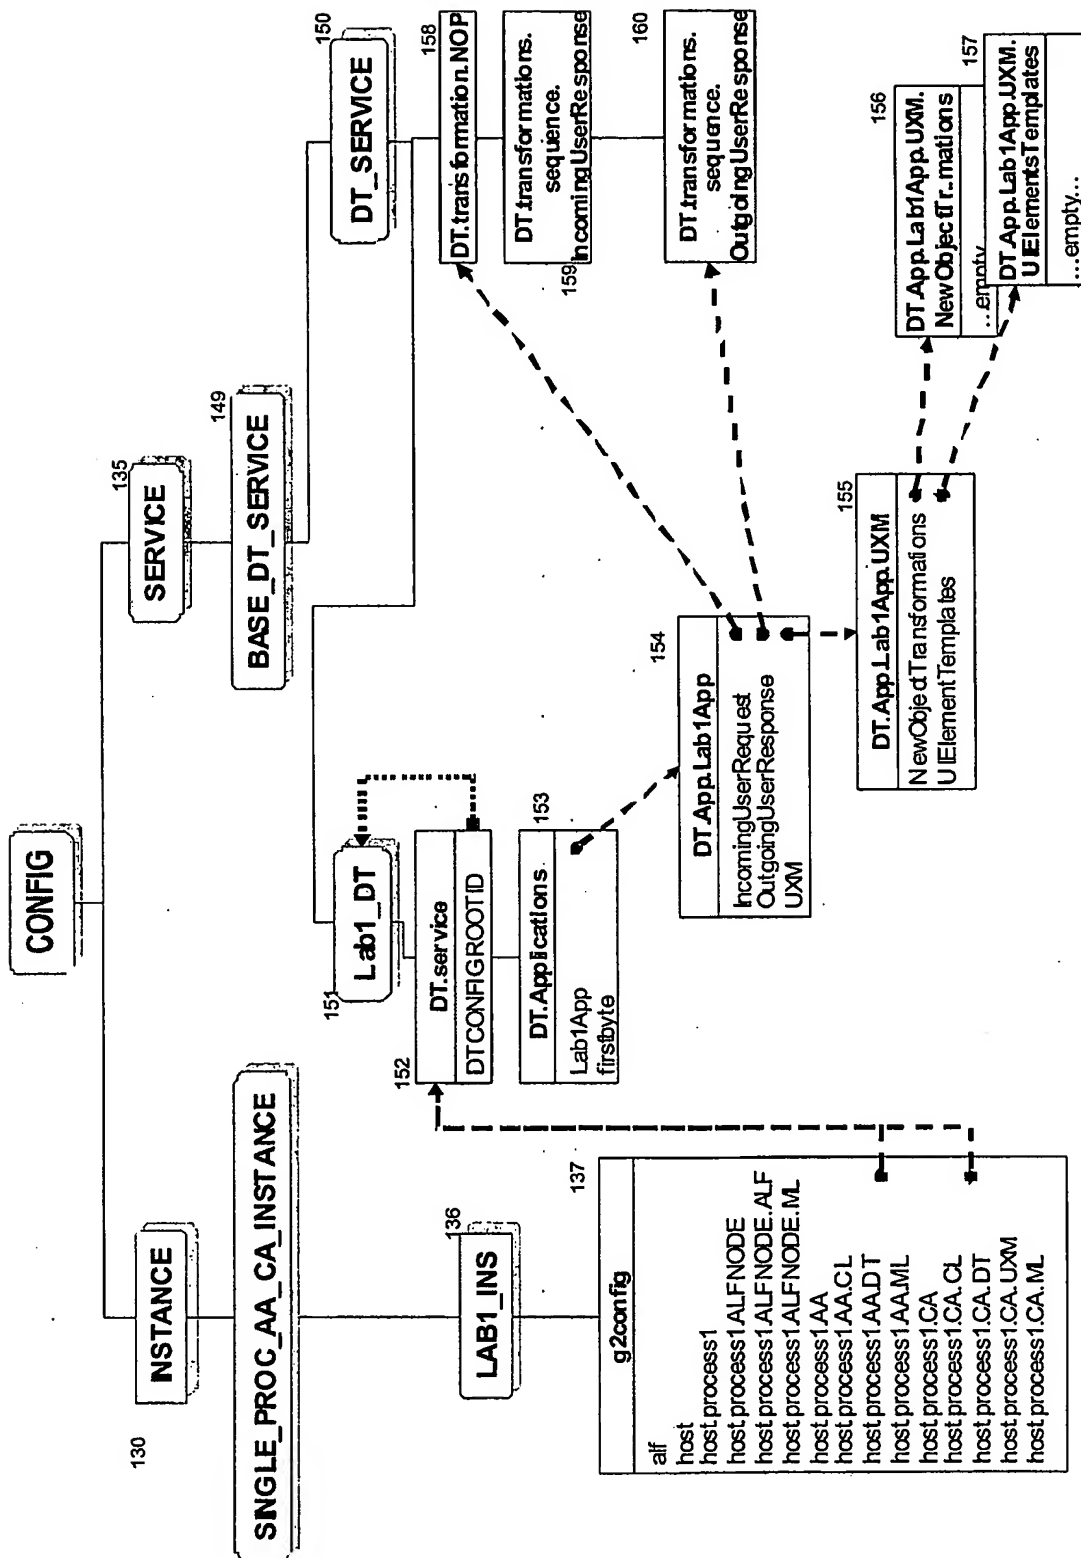 CONFIG
130
INSTANCE
135
SERVICE
SINGLE_PROC_AA_CA_INSTANCE
149
BASE_DT_SERVICE
150
DT_SERVICE
136
LAB1_INS
151
Lab1_DT
137
g2config
alf
host
host.process1
host.process1.ALFNODE
host.process1.ALFNODE.ALF
host.process1.ALFNODE.ML
host.process1.AA
host.process1.AA.CL
host.process1.AA.DT
host.process1.AA.ML
host.process1.CA
host.process1.CA.CL
host.process1.CA.DT
host.process1.CA.UXM
host.process1.CA.ML
152
DT.service
DTCONFIGROOTID
153
DT.Applications
Lab1App
firstbyte
154
DT.App.Lab1App
IncomingUserRequest
OutgoingUserResponse
UXM
155
DT.App.Lab1App.UXM
NewObjectTransformations
UIElementTemplates
158
DT.transformation.NOP
159
DT.transformations.
sequence.
IncomingUserResponse
160
DT.transformations.
sequence.
OutgoingUserResponse
156
DT.App.Lab1App.UXM.
NewObjectTr..mations
...empty
157
DT.App.Lab1App.UXM.
UIElementsTemplates
...empty...